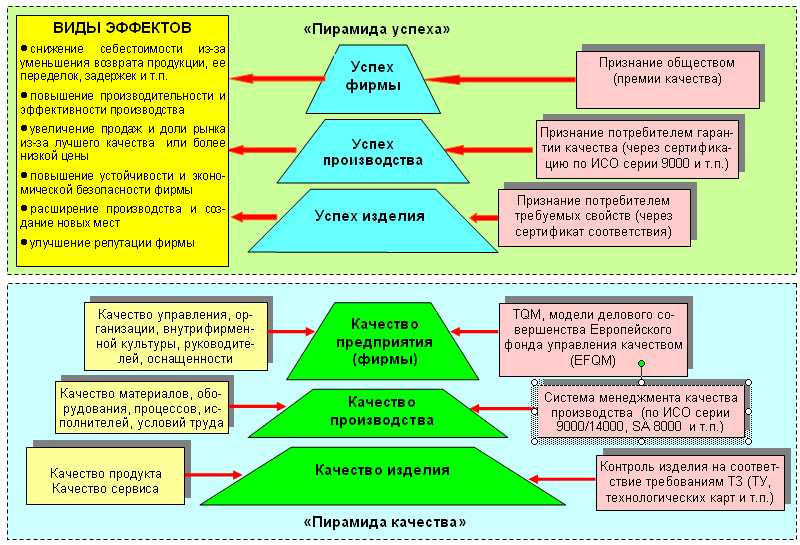 ВИДЫ ЭФФЕКТОВ
●снижение себестоимости из-за
уменьшения возврата продукции, ее
переделок, задержек и т.п.
●повышение производительности и
эффективности производства
●увеличение продаж и доли рынка
из-за лучшего качества или более
низкой цены
●повышение устойчивости и эконо-
мической безопасности фирмы
●расширение производства и соз-
дание новых мест
●улучшение репутации фирмы
«Пирамида успеха»
Успех
фирмы
Признание обществом
(премии качества)
Успех
производства
Признание потребителем гаран-
тии качества (через сертифика-
цию по ИСО серии 9000 и т.п.)
Успех изделия
Признание потребителем
требуемых свойств (через
сертификат соответствия)
Качество управления, ор-
ганизации, внутрифирмен-
ной культуры, руководите-
лей, оснащенности
Качество
предприятия
(фирмы)
TQM, модели делового со-
вершенства Европейского
фонда управления качеством
(EFQM)
Качество материалов, обо-
рудования, процессов, ис-
полнителей, условий труда
Качество
производства
Система менеджмента качества
производства (по ИСО серии
9000/14000, SA 8000 и т.п.)
Качество продукта
Качество сервиса
Качество изделия
Контроль изделия на соответ-
ствие требованиям ТЗ (ТУ,
технологических карт и т.п.)
«Пирамида качества»